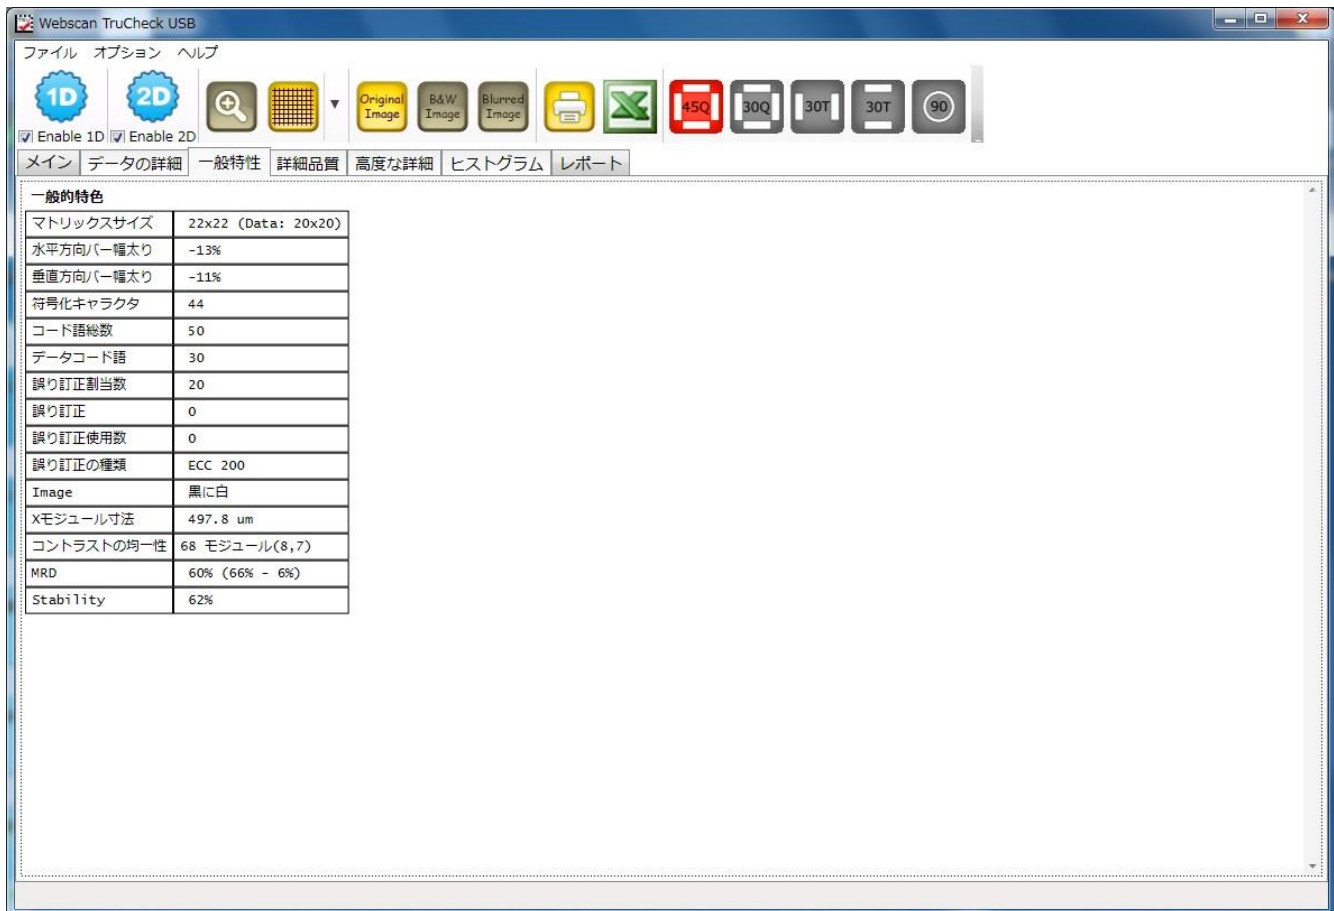 Webscan TruCheck USB
ファイル オプション ヘルプ
1D 2D Original Image B&W Image Blurred Image 45Q 30Q 30T 30T 90
Enable 1D Enable 2D
メイン データの詳細 一般特性 詳細品質 高度な詳細 ヒストグラム レポート
一般的特色
マトリックスサイズ 22x22 (Data: 20x20)
水平方向バー幅太り -13%
垂直方向バー幅太り -11%
符号化キャラクタ 44
コード語総数 50
データコード語 30
誤り訂正割当数 20
誤り訂正 0
誤り訂正使用数 0
誤り訂正の種類 ECC 200
Image 黒に白
Xモジュール寸法 497.8 um
コントラストの均一性 68 モジュール(8,7)
MRD 60% (66% - 6%)
Stability 62%